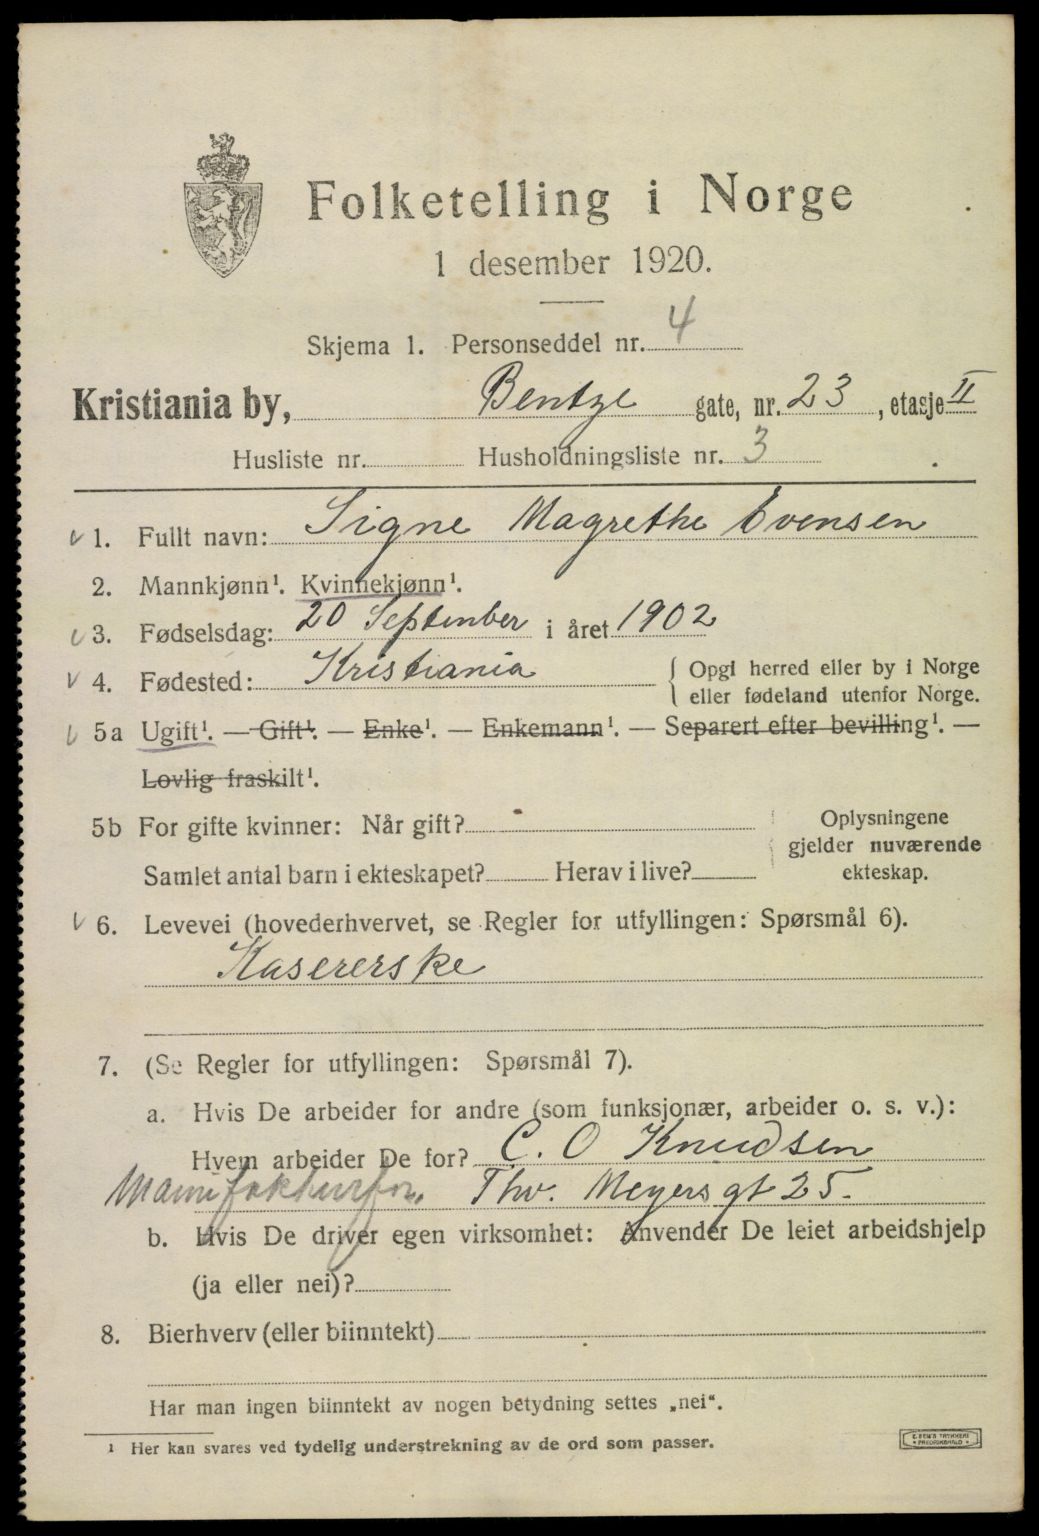 Folketelling i Norge
1 desember 1920.
Skjema 1. Personseddel nr. 4
Kristiania by, Bentze gate, nr. 23, etasje II
Husliste nr. Husholdningsliste nr. 3
1. Fullt navn: Signe Magrethe Evensen
2. Mannkjønn¹. Kvinnekjønn¹.
3. Fødselsdag: 20 September i året 1902
4. Fødested: Kristiania { Opgi herred eller by i Norge
eller fødeland utenfor Norge.
5a Ugift¹. — Gift¹. — Enke¹. — Enkemann¹. — Separert efter bevilling¹. —
Lovlig fraskilt¹.
5b For gifte kvinner: Når gift?
Samlet antal barn i ekteskapet? Herav i live?
Oplysningene
gjelder nuværende
ekteskap.
6. Levevei (hovederhvervet, se Regler for utfyllingen: Spørsmål 6).
Kasererske
7. (Se Regler for utfyllingen: Spørsmål 7).
a. Hvis De arbeider for andre (som funksjonær, arbeider o. s. v.):
Hvem arbeider De for? C. O Knudsen
Manufakturforr. Thv. Meyers gt 25.
b. Hvis De driver egen virksomhet: Anvender De leiet arbeidshjelp
(ja eller nei)?
8. Bierhverv (eller biinntekt)
Har man ingen biinntekt av nogen betydning settes „nei“.
¹ Her kan svares ved tydelig understrekning av de ord som passer.